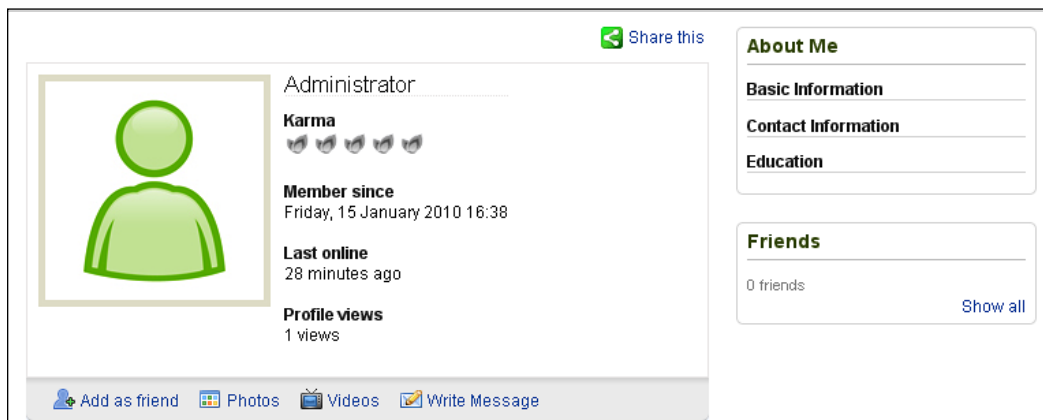 Share this
Administrator
Karma
Member since
Friday, 15 January 2010 16:38
Last online
28 minutes ago
Profile views
1 views
Add as friend Photos Videos Write Message
About Me
Basic Information
Contact Information
Education
Friends
0 friends
Show all